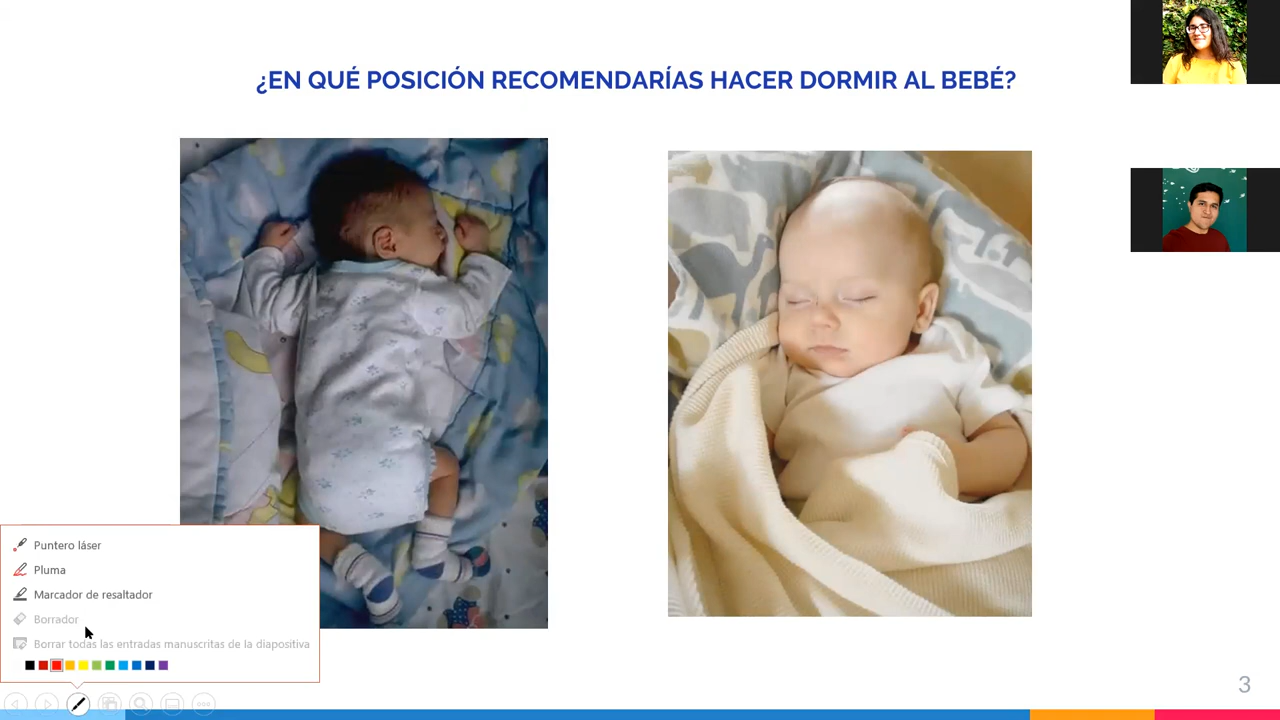 ¿EN QUÉ POSICIÓN RECOMENDARÍAS HACER DORMIR AL BEBÉ?
Puntero láser
Pluma
Marcador de resaltador
Borrador
Borrar todas las entradas manuscritas de la diapositiva
3